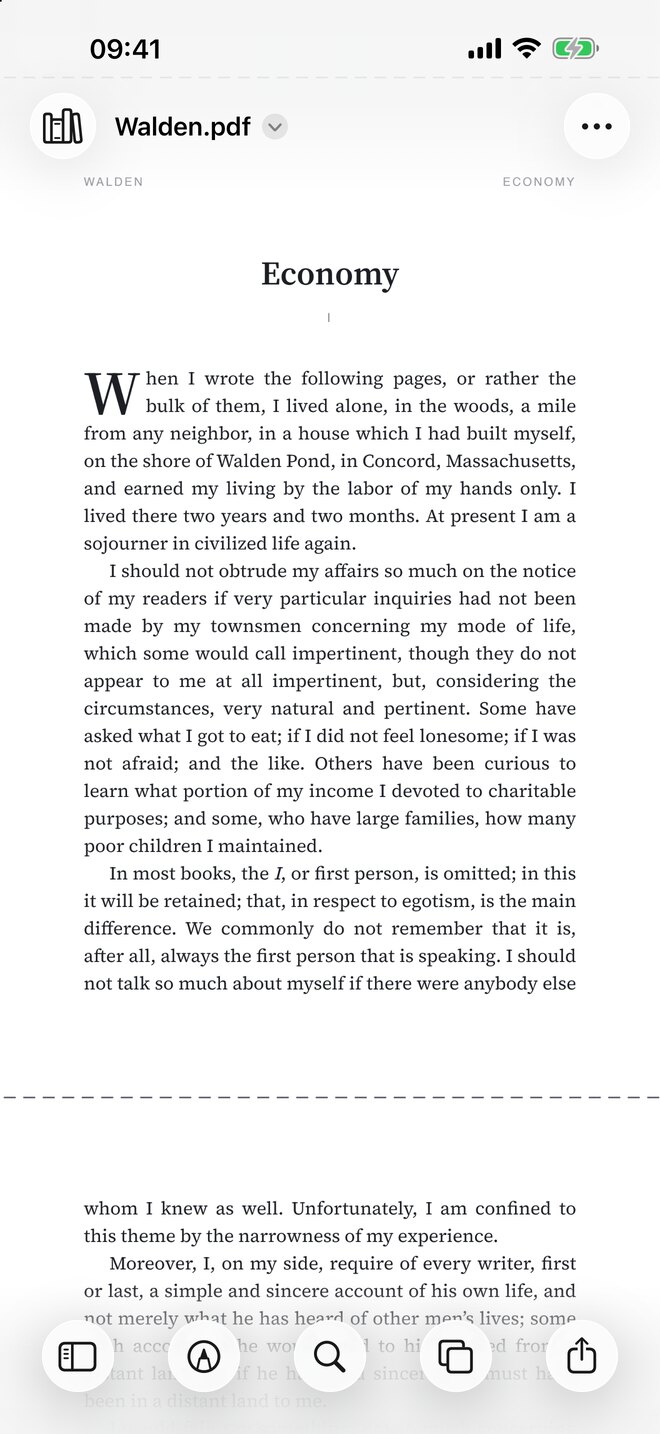 09:41
Walden.pdf
WALDEN
ECONOMY
Economy
I
When I wrote the following pages, or rather the
bulk of them, I lived alone, in the woods, a mile
from any neighbor, in a house which I had built myself,
on the shore of Walden Pond, in Concord, Massachusetts,
and earned my living by the labor of my hands only. I
lived there two years and two months. At present I am a
sojourner in civilized life again.
I should not obtrude my affairs so much on the notice
of my readers if very particular inquiries had not been
made by my townsmen concerning my mode of life,
which some would call impertinent, though they do not
appear to me at all impertinent, but, considering the
circumstances, very natural and pertinent. Some have
asked what I got to eat; if I did not feel lonesome; if I was
not afraid; and the like. Others have been curious to
learn what portion of my income I devoted to charitable
purposes; and some, who have large families, how many
poor children I maintained.
In most books, the I, or first person, is omitted; in this
it will be retained; that, in respect to egotism, is the main
difference. We commonly do not remember that it is,
after all, always the first person that is speaking. I should
not talk so much about myself if there were anybody else
whom I knew as well. Unfortunately, I am confined to
this theme by the narrowness of my experience.
Moreover, I, on my side, require of every writer, first
or last, a simple and sincere account of his own life, and
not merely what he has heard of other men’s lives; some
he to
if he must
been in a distant land to me.